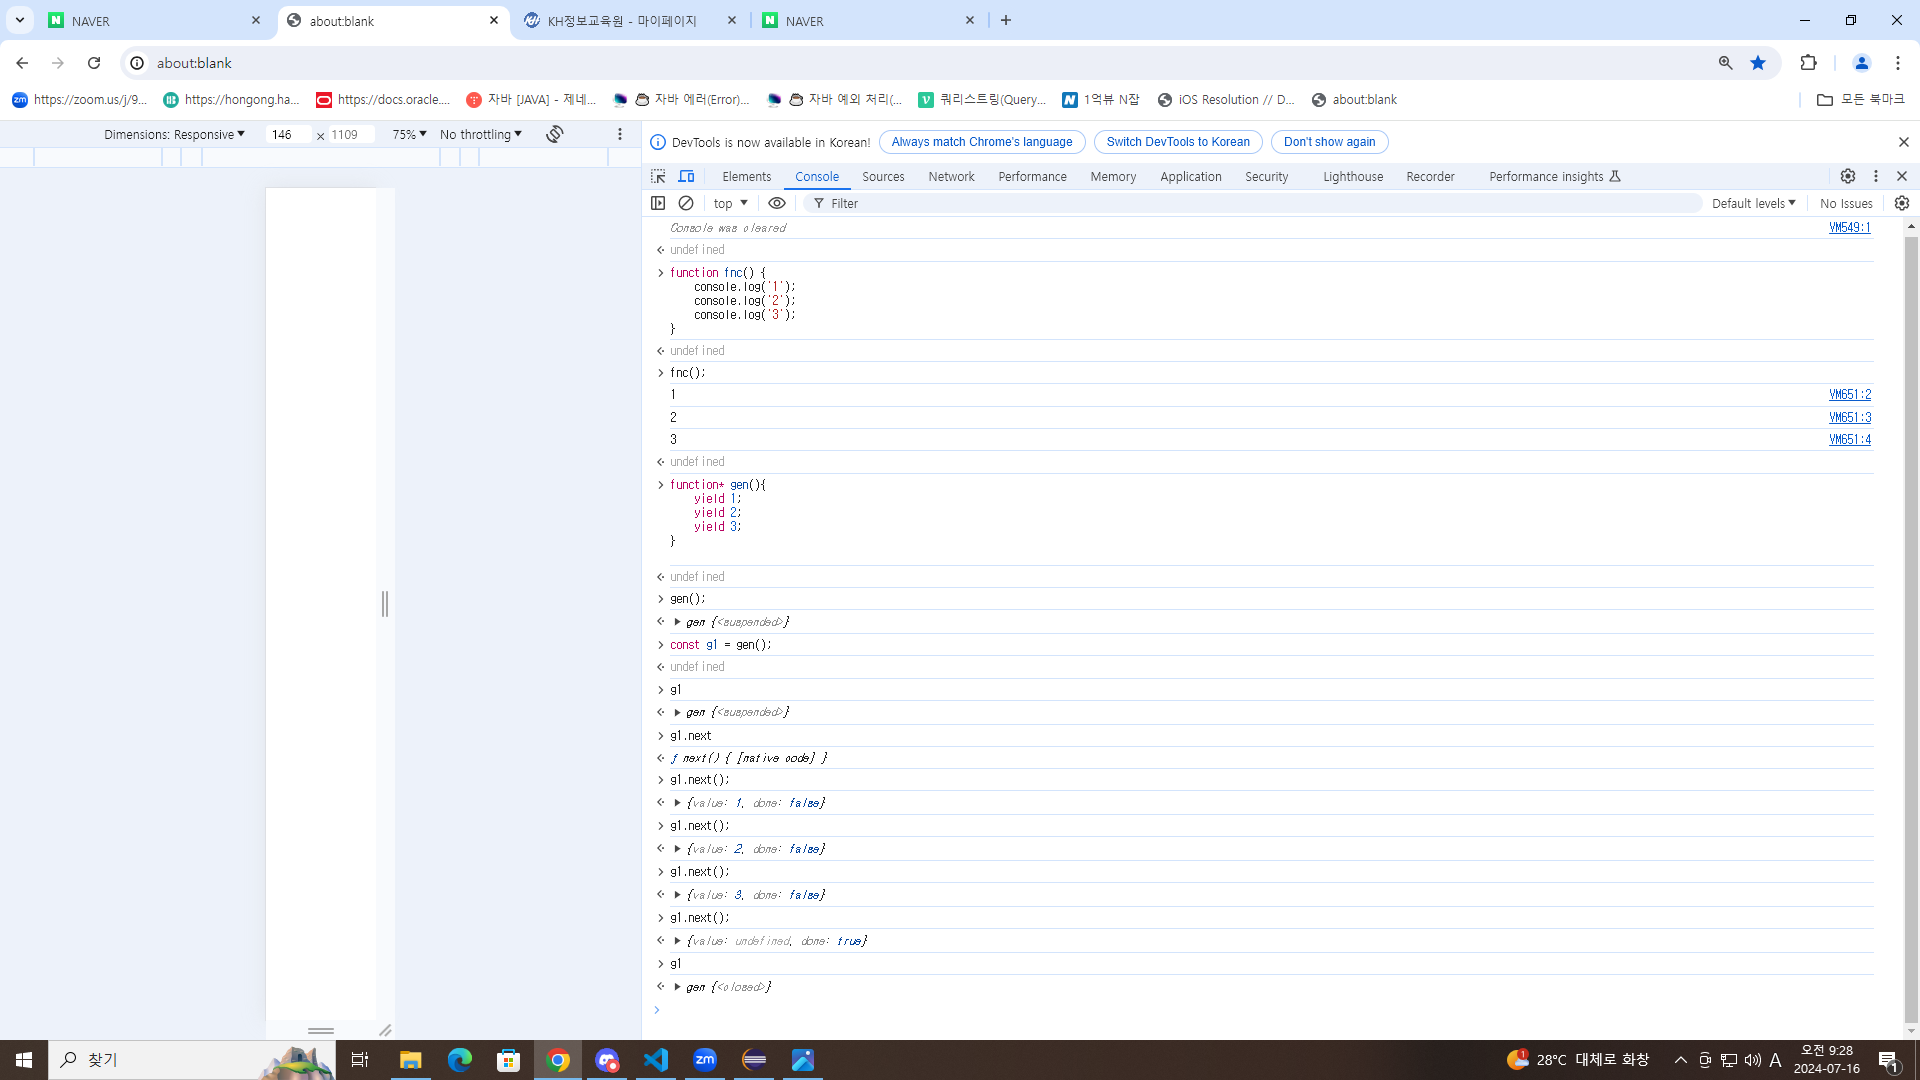 NAVER
about:blank
KH정보교육원 - 마이페이지
NAVER
about:blank
https://zoom.us/j/9...
https://hongong.ha...
https://docs.oracle....
자바 [JAVA] - 제네...
자바 에러(Error)...
자바 예외 처리(...
쿼리스트링(Query...
1억뷰 N잡
iOS Resolution // D...
about:blank
모든 북마크
Dimensions: Responsive
146 × 1109
75%
No throttling
DevTools is now available in Korean!
Always match Chrome's language
Switch DevTools to Korean
Don't show again
Elements
Console
Sources
Network
Performance
Memory
Application
Security
Lighthouse
Recorder
Performance insights
top
Filter
Default levels
No Issues
Console was cleared VM549:1
undefined
function fnc() {
console.log('1');
console.log('2');
console.log('3');
}
undefined
fnc();
1 VM651:2
2 VM651:3
3 VM651:4
undefined
function* gen(){
yield 1;
yield 2;
yield 3;
}
undefined
gen();
gen {<suspended>}
const g1 = gen();
undefined
g1
gen {<suspended>}
g1.next
ƒ next() { [native code] }
g1.next();
{value: 1, done: false}
g1.next();
{value: 2, done: false}
g1.next();
{value: 3, done: false}
g1.next();
{value: undefined, done: true}
g1
gen {<closed>}
찾기
zm
1
28°C 대체로 화창
A
오전 9:28
2024-07-16
1